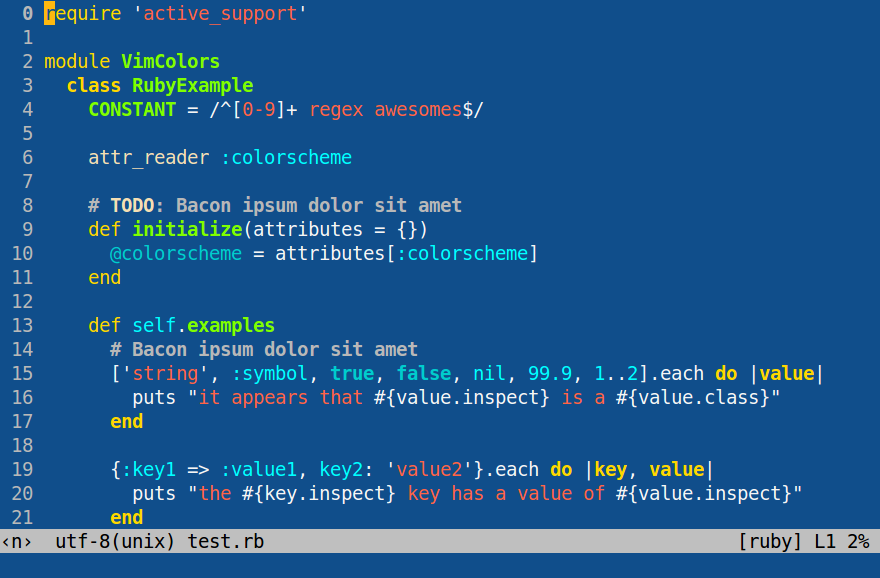 0 require 'active_support'
1
2 module VimColors
3   class RubyExample
4     CONSTANT = /^[0-9]+ regex awesomes$/
5
6     attr_reader :colorscheme
7
8     # TODO: Bacon ipsum dolor sit amet
9     def initialize(attributes = {})
10       @colorscheme = attributes[:colorscheme]
11     end
12
13     def self.examples
14       # Bacon ipsum dolor sit amet
15       ['string', :symbol, true, false, nil, 99.9, 1..2].each do |value|
16         puts "it appears that #{value.inspect} is a #{value.class}"
17       end
18
19       {:key1 => :value1, key2: 'value2'}.each do |key, value|
20         puts "the #{key.inspect} key has a value of #{value.inspect}"
21       end
‹n›  utf-8(unix) test.rb [ruby] L1 2%